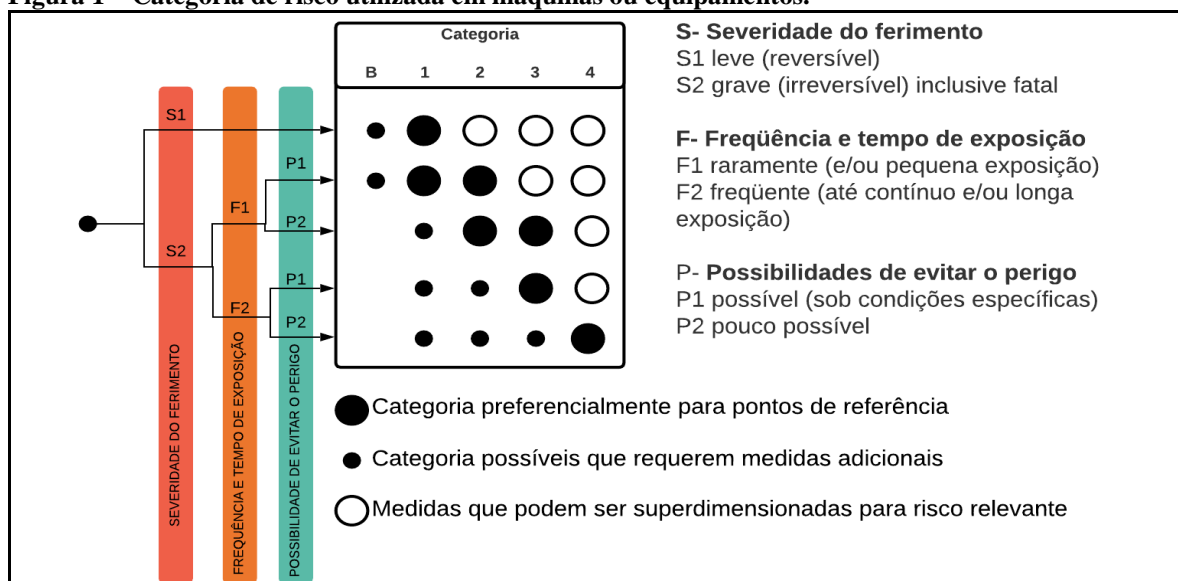 Figura 1 – Categoria de risco utilizada em máquinas ou equipamentos.
Categoria
B 1 2 3 4
S1
P1
F1
P2
S2
P1
F2
P2
SEVERIDADE DO FERIMENTO
FREQUÊNCIA E TEMPO DE EXPOSIÇÃO
POSSIBILIDADE DE EVITAR O PERIGO
S- Severidade do ferimento
S1 leve (reversível)
S2 grave (irreversível) inclusive fatal
F- Freqüência e tempo de exposição
F1 raramente (e/ou pequena exposição)
F2 freqüente (até contínuo e/ou longa
exposição)
P- Possibilidades de evitar o perigo
P1 possível (sob condições específicas)
P2 pouco possível
Categoria preferencialmente para pontos de referência
Categoria possíveis que requerem medidas adicionais
Medidas que podem ser superdimensionadas para risco relevante